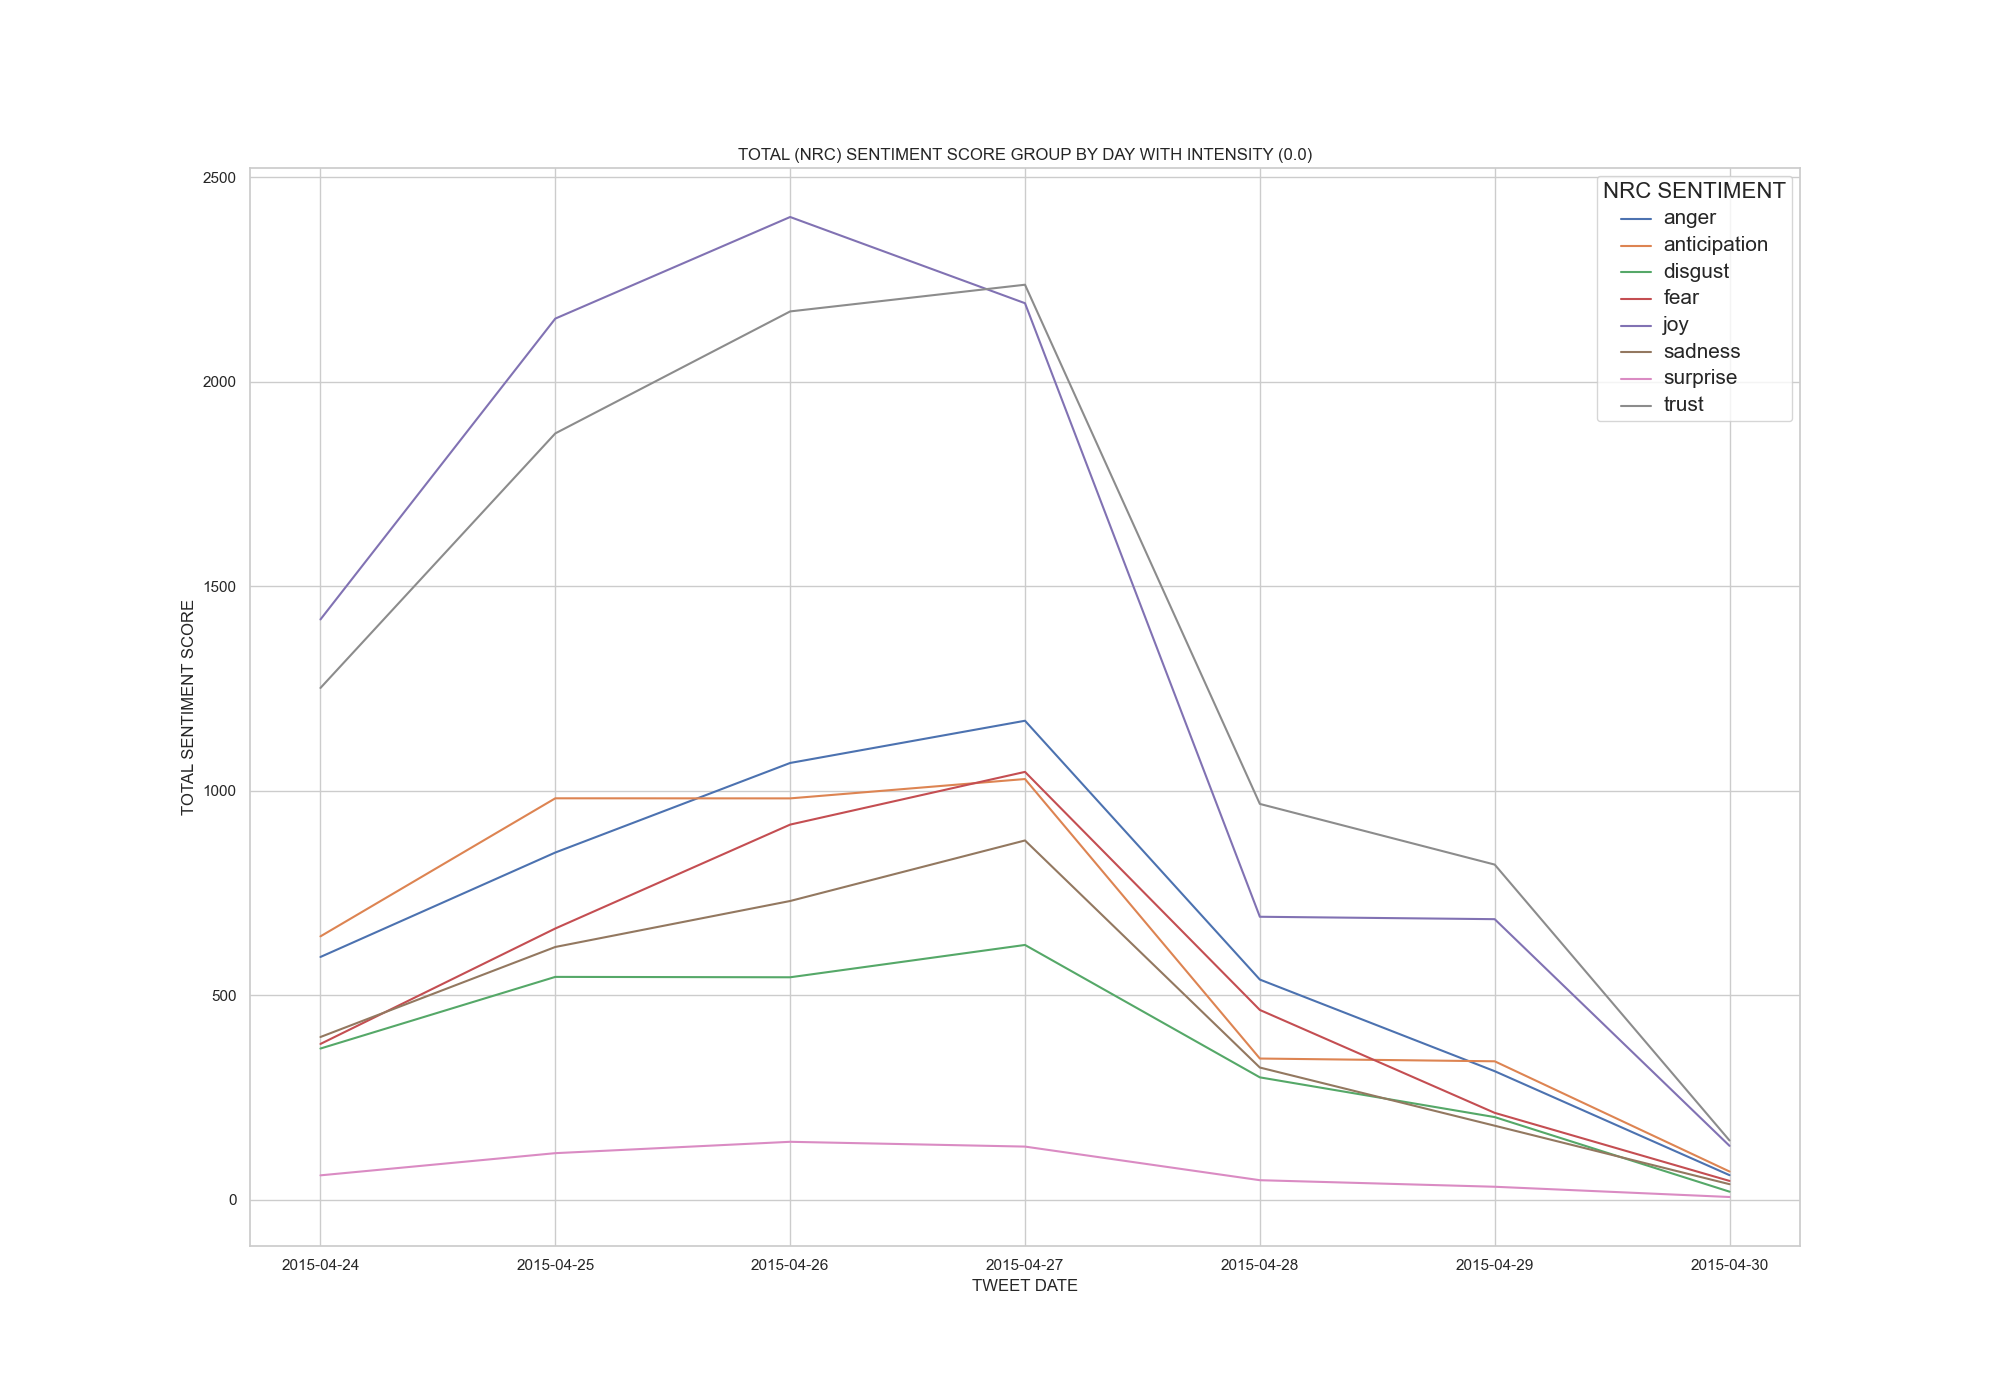 TOTAL (NRC) SENTIMENT SCORE GROUP BY DAY WITH INTENSITY (0.0)
2500
2000
1500
1000
500
0
TOTAL SENTIMENT SCORE
NRC SENTIMENT
anger
anticipation
disgust
fear
joy
sadness
surprise
trust
2015-04-24 2015-04-25 2015-04-26 2015-04-27 2015-04-28 2015-04-29 2015-04-30
TWEET DATE